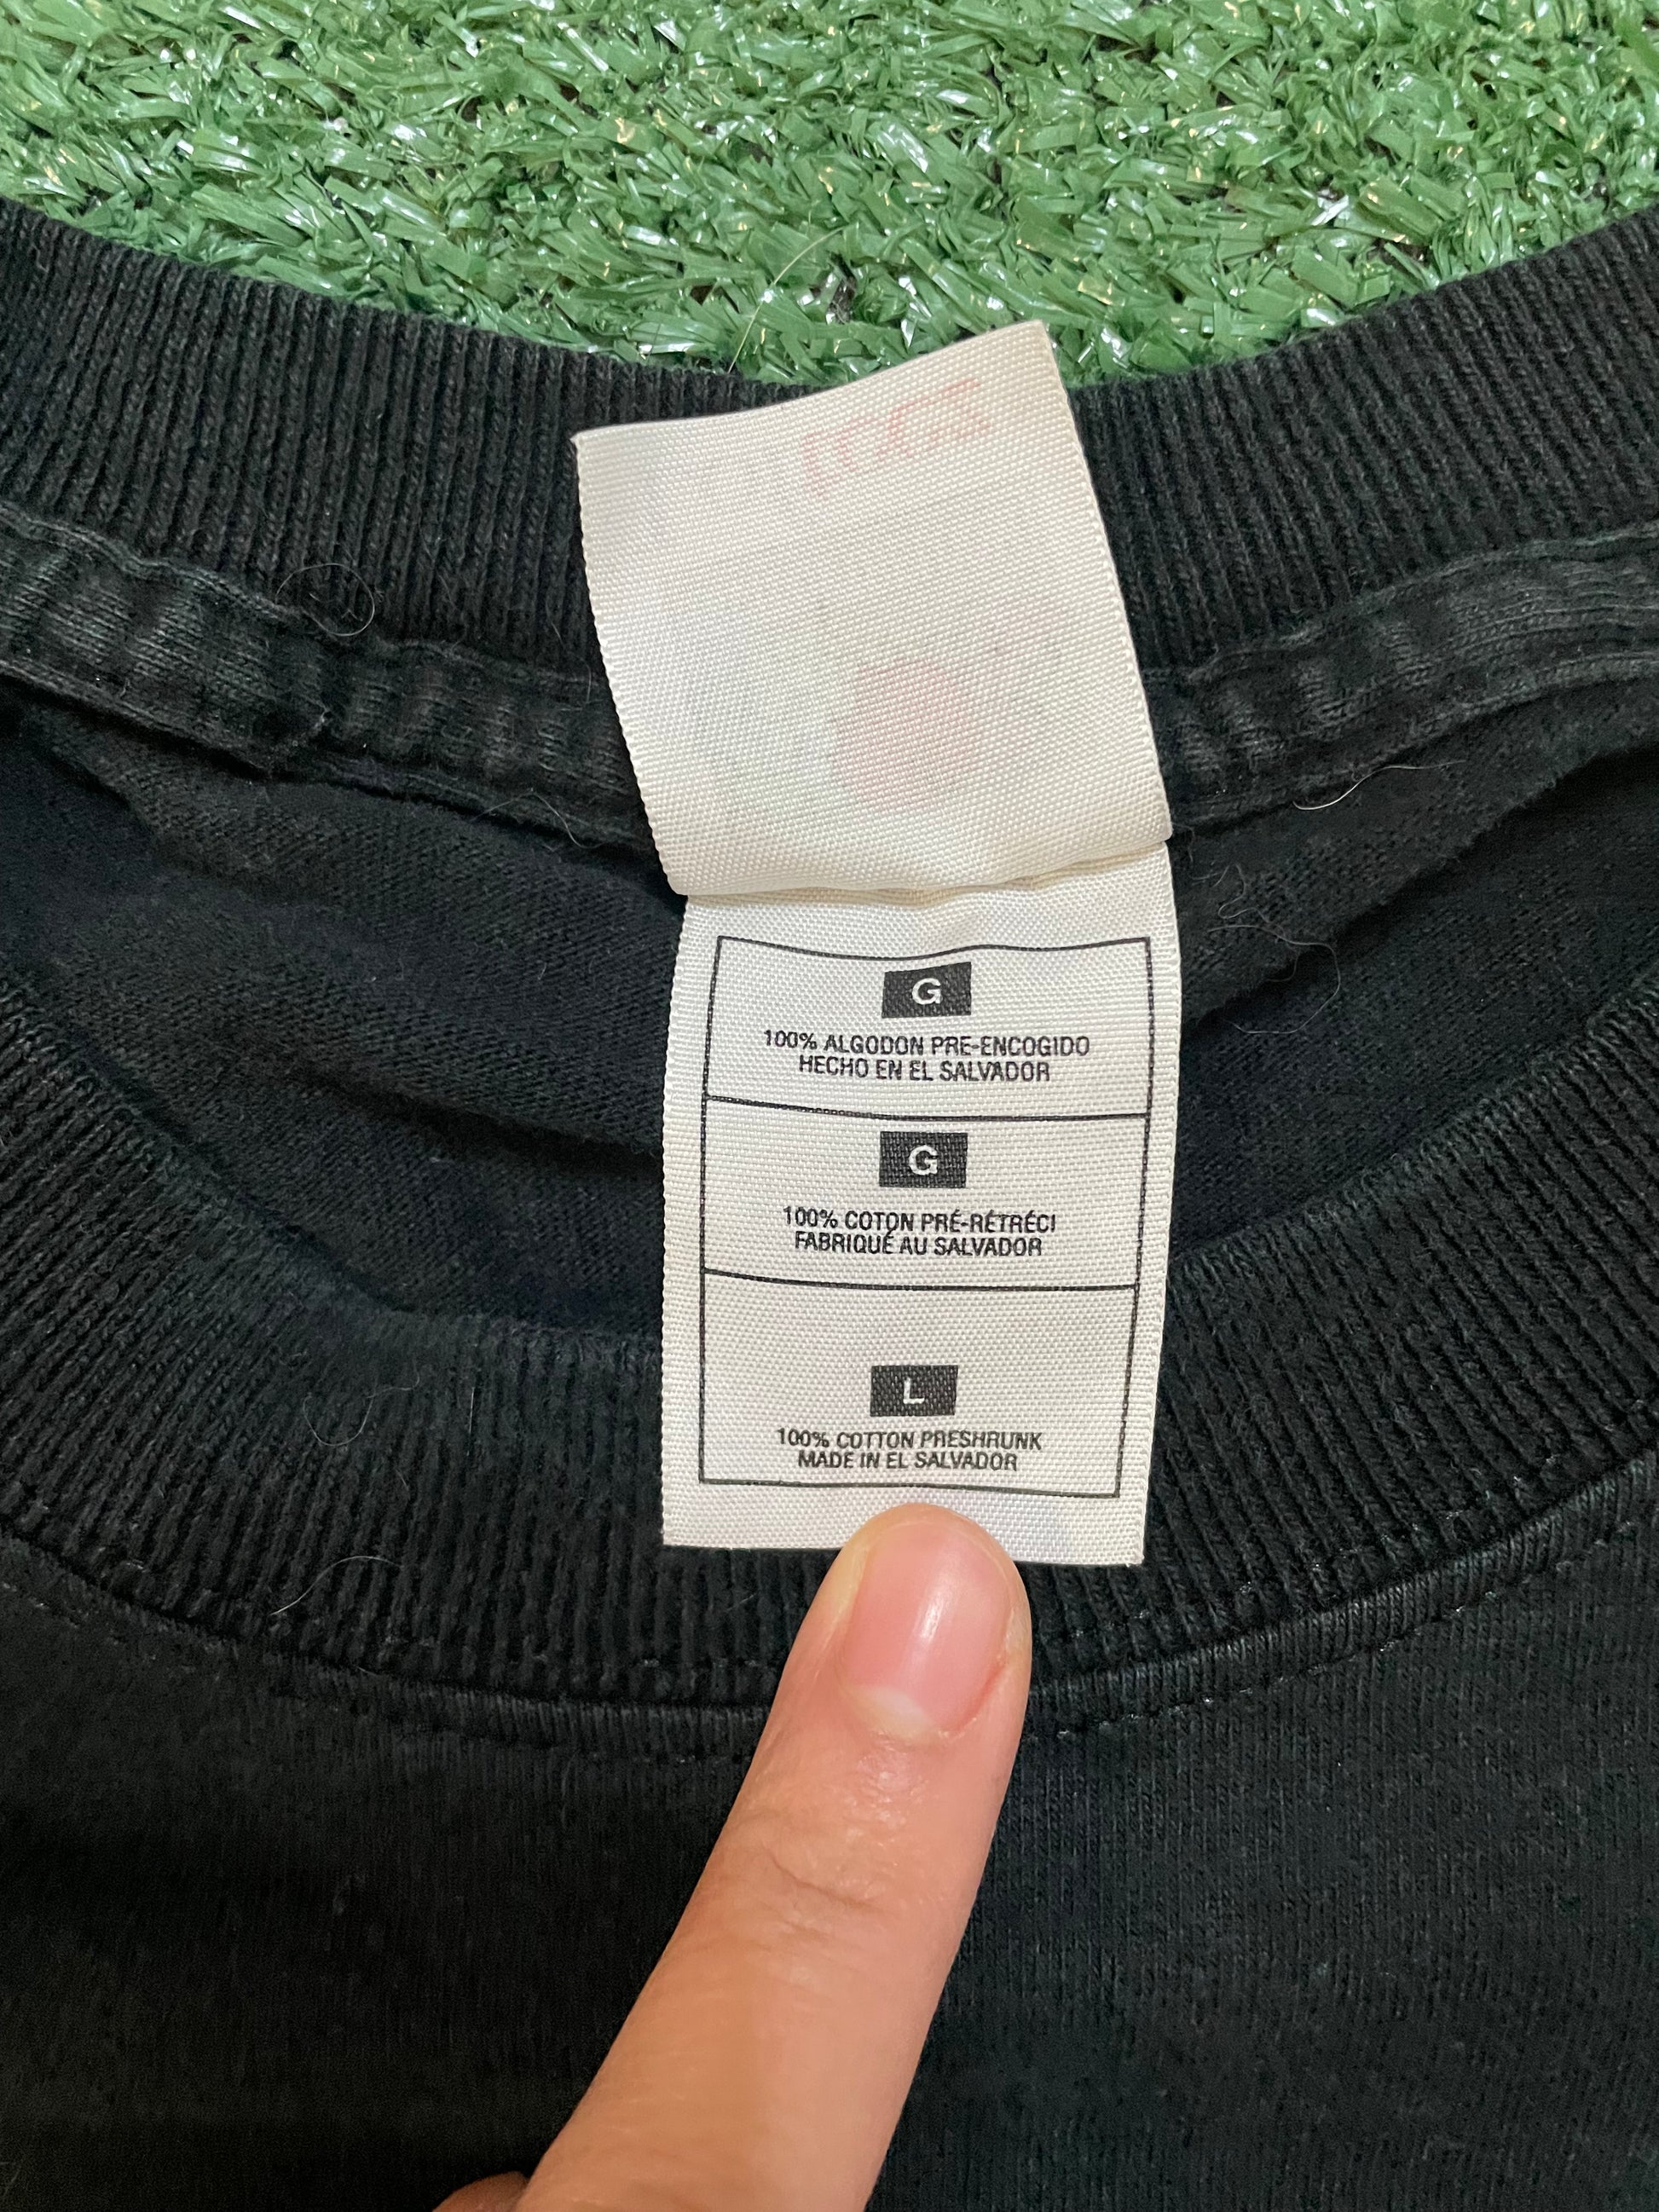 G
100% ALGODON PRE-ENCOGIDO
HECHO EN EL SALVADOR
G
100% COTON PRÉ-RÉTRÉCI
FABRIQUÉ AU SALVADOR
L
100% COTTON PRESHRUNK
MADE IN EL SALVADOR